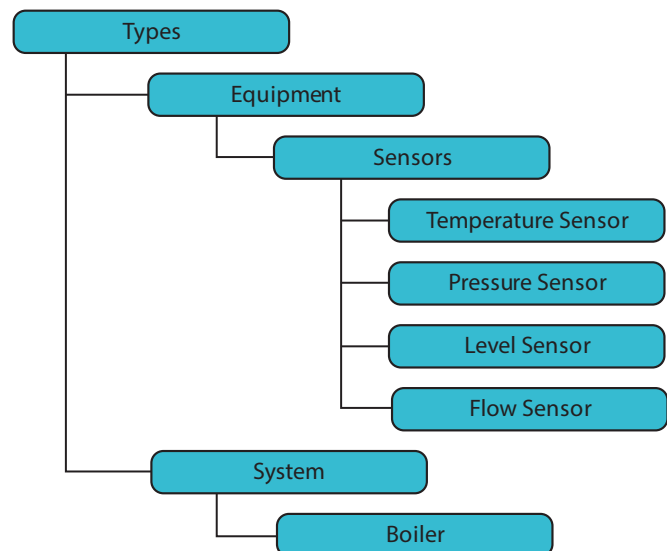 Types
Equipment
Sensors
Temperature Sensor
Pressure Sensor
Level Sensor
Flow Sensor
System
Boiler